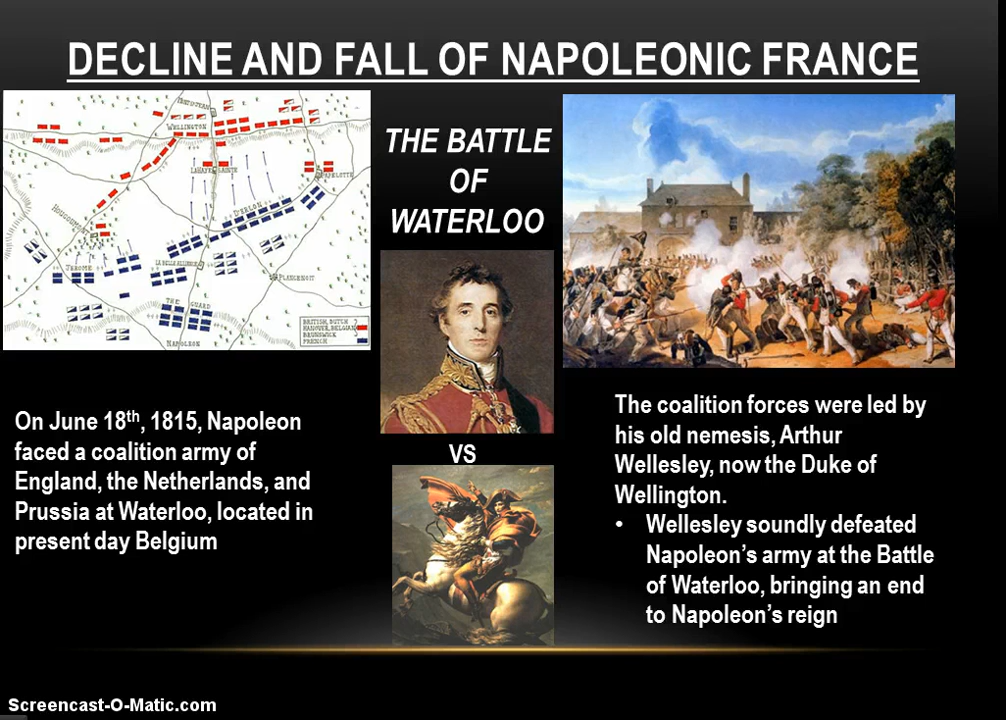 DECLINE AND FALL OF NAPOLEONIC FRANCE
WELLINGTON
LAHAYE SAINTE
PAPELOTTE
HOUGOUMONT
D'ERLON
JEROME
LA BELLE ALLIANCE
PLANCENOIT
THE GUARD
NAPOLEON
BRITISH, DUTCH
HANOVER, BELGIAN
BRUNSWICK
FRENCH
THE BATTLE
OF
WATERLOO
VS
On June 18th, 1815, Napoleon
faced a coalition army of
England, the Netherlands, and
Prussia at Waterloo, located in
present day Belgium
The coalition forces were led by
his old nemesis, Arthur
Wellesley, now the Duke of
Wellington.
• Wellesley soundly defeated
Napoleon's army at the Battle
of Waterloo, bringing an end
to Napoleon's reign
Screencast-O-Matic.com